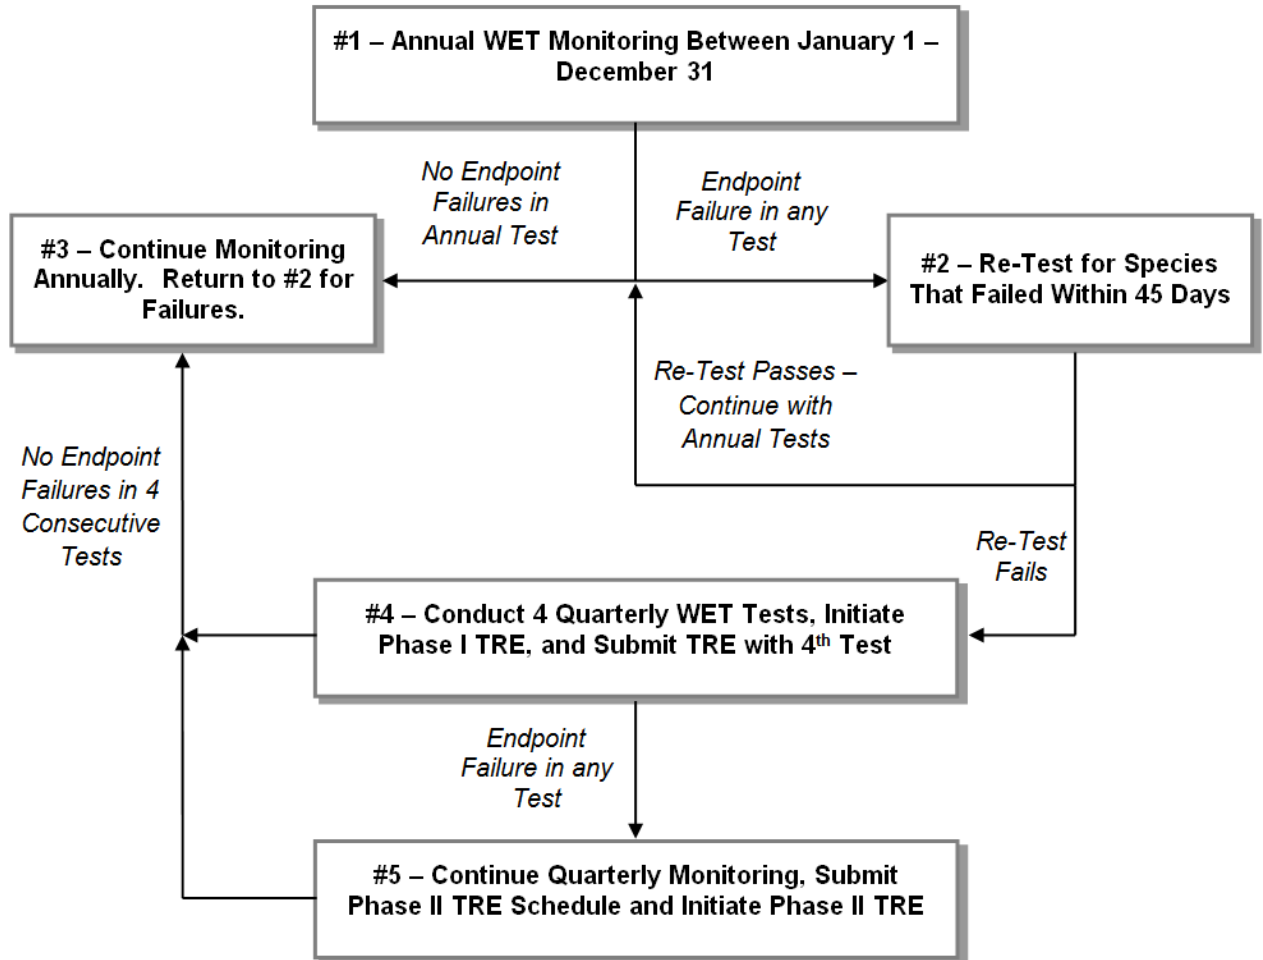 #1 – Annual WET Monitoring Between January 1 –
December 31
No Endpoint
Failures in
Annual Test
Endpoint
Failure in any
Test
#3 – Continue Monitoring
Annually.  Return to #2 for
Failures.
#2 – Re-Test for Species
That Failed Within 45 Days
Re-Test Passes –
Continue with
Annual Tests
No Endpoint
Failures in 4
Consecutive
Tests
Re-Test
Fails
#4 – Conduct 4 Quarterly WET Tests, Initiate
Phase I TRE, and Submit TRE with 4th Test
Endpoint
Failure in any
Test
#5 – Continue Quarterly Monitoring, Submit
Phase II TRE Schedule and Initiate Phase II TRE